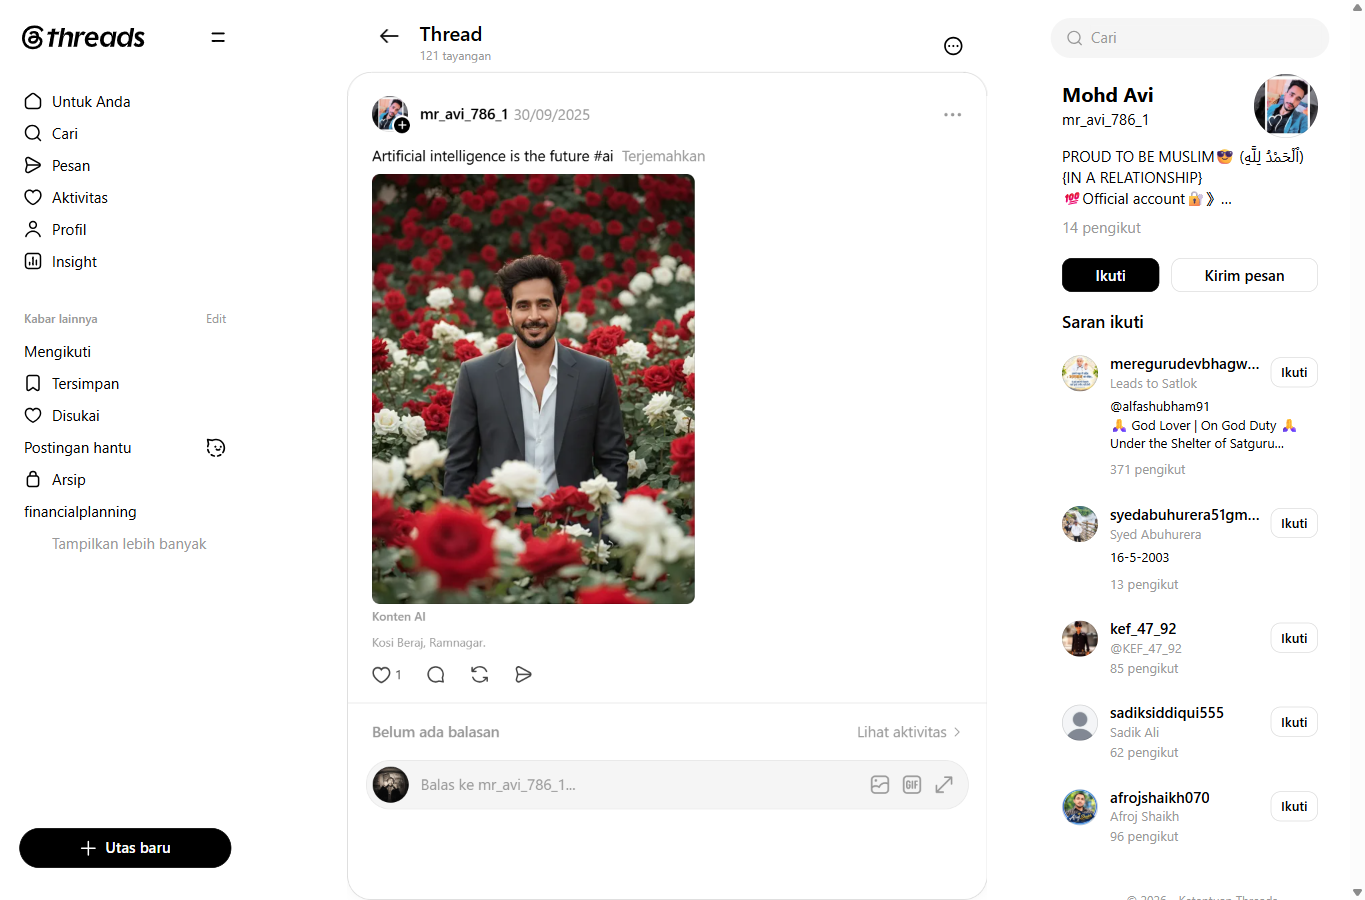 threads
Untuk Anda
Cari
Pesan
Aktivitas
Profil
Insight
Kabar lainnya
Edit
Mengikuti
Tersimpan
Disukai
Postingan hantu
Arsip
financialplanning
Tampilkan lebih banyak
Utas baru
Thread
121 tayangan
mr_avi_786_1 30/09/2025
Artificial intelligence is the future #ai Terjemahkan
Konten AI
Kosi Beraj, Ramnagar.
1
Belum ada balasan
Lihat aktivitas
Balas ke mr_avi_786_1...
GIF
Cari
Mohd Avi
mr_avi_786_1
PROUD TO BE MUSLIM😎 (ٱلْحَمْدُ لِلَّٰهِ)
{IN A RELATIONSHIP}
💯Official account🔐》...
14 pengikut
Ikuti
Kirim pesan
Saran ikuti
meregurudevbhagw...
Leads to Satlok
Ikuti
@alfashubham91
🙏 God Lover | On God Duty 🙏
Under the Shelter of Satguru...
371 pengikut
syedabuhurera51gm...
Syed Abuhurera
Ikuti
16-5-2003
13 pengikut
kef_47_92
@KEF_47_92
Ikuti
85 pengikut
sadiksiddiqui555
Sadik Ali
Ikuti
62 pengikut
afrojshaikh070
Afroj Shaikh
Ikuti
96 pengikut
© 2026 Ketentuan Threads